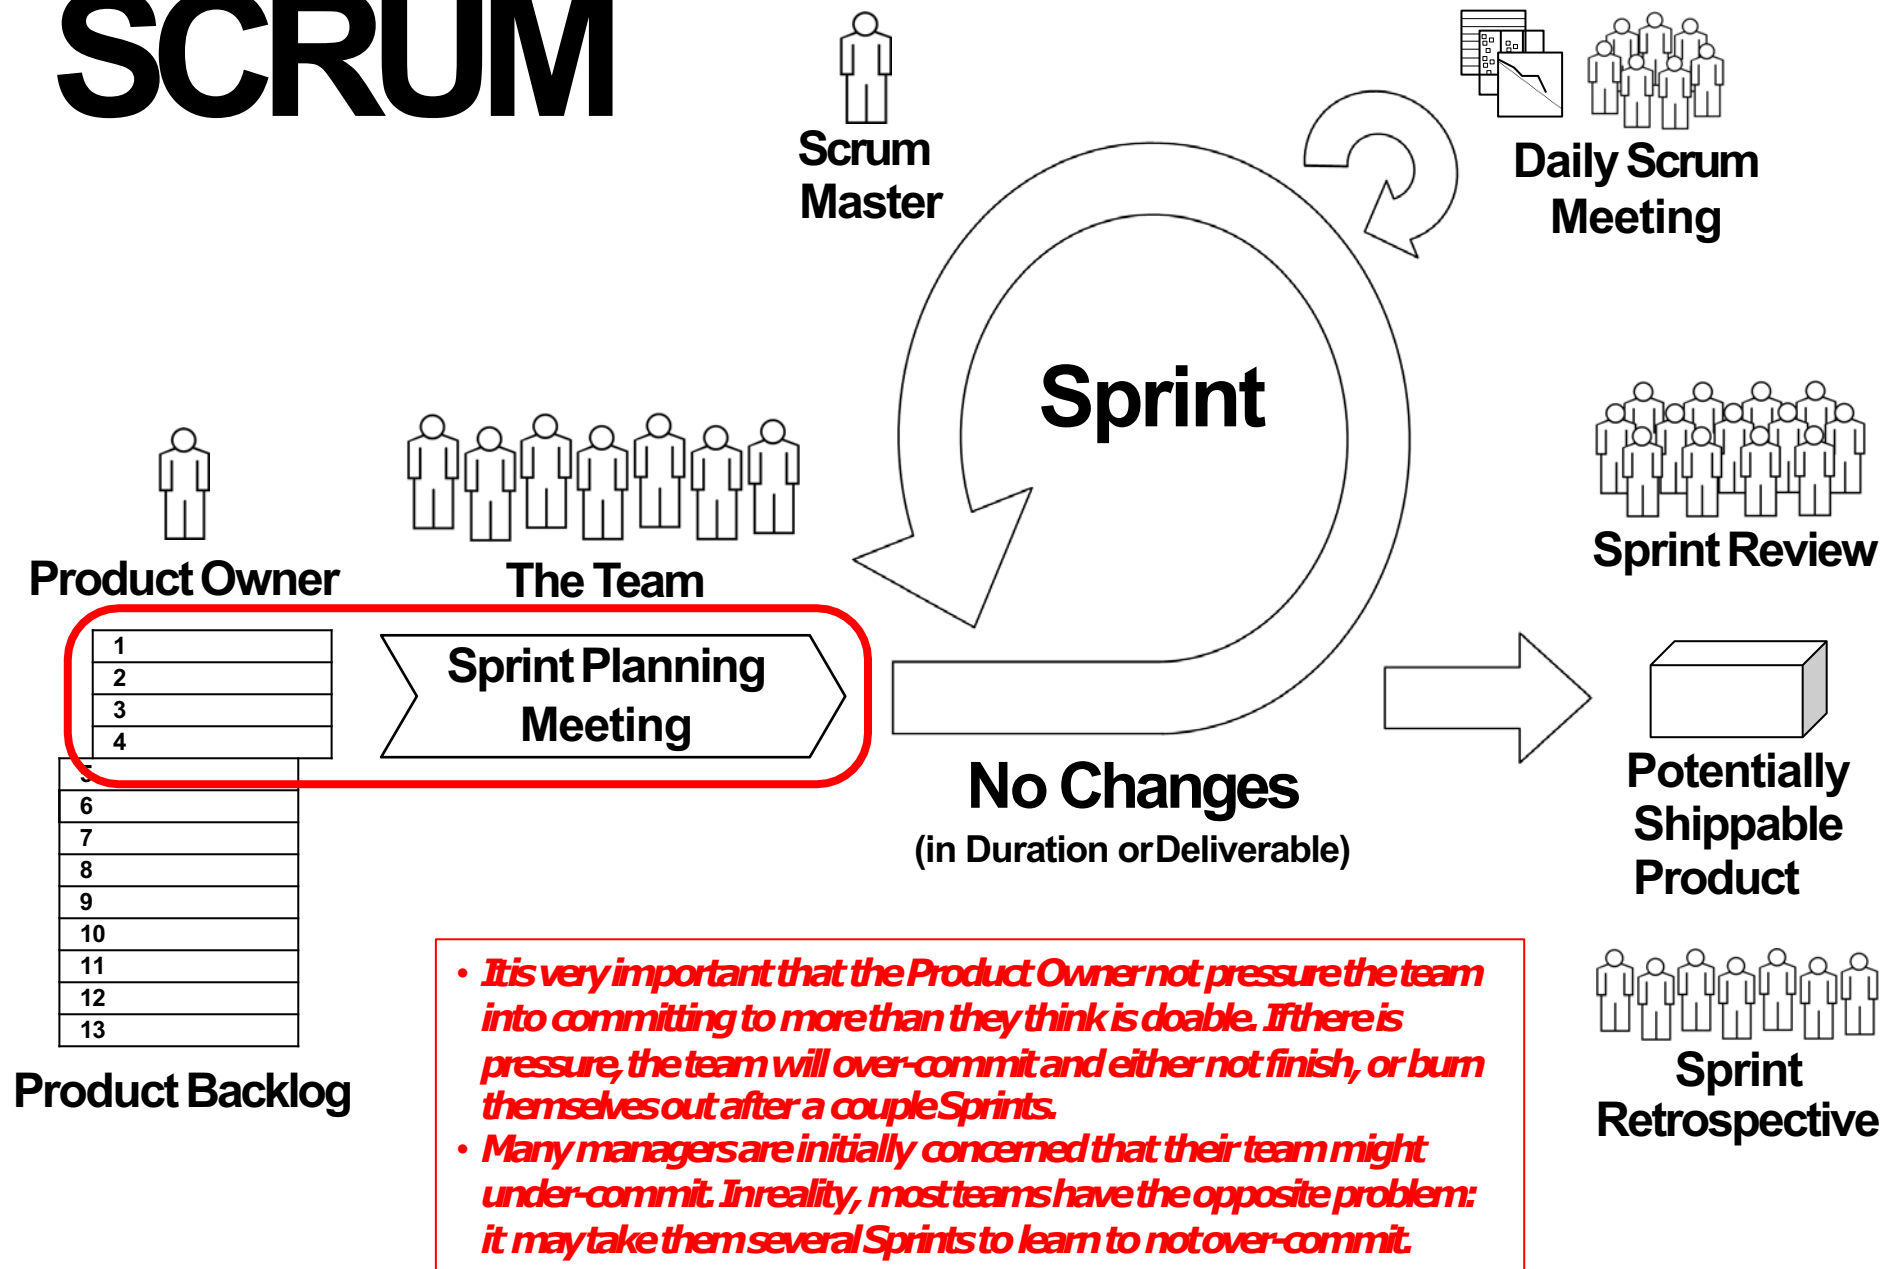 SCRUM
Scrum
Master
Daily Scrum
Meeting
Sprint
Product Owner
The Team
Sprint Review
1
2
3
4
5
6
7
8
9
10
11
12
13
Sprint Planning
Meeting
No Changes
(in Duration or Deliverable)
Potentially
Shippable
Product
Product Backlog
• It is very important that the Product Owner not pressure the team
into committing to more than they think is doable. If there is
pressure, the team will over-commit and either not finish, or burn
themselves out after a couple Sprints.
• Many managers are initially concerned that their team might
under-commit. In reality, most teams have the opposite problem:
it may take them several Sprints to learn to not over-commit.
Sprint
Retrospective